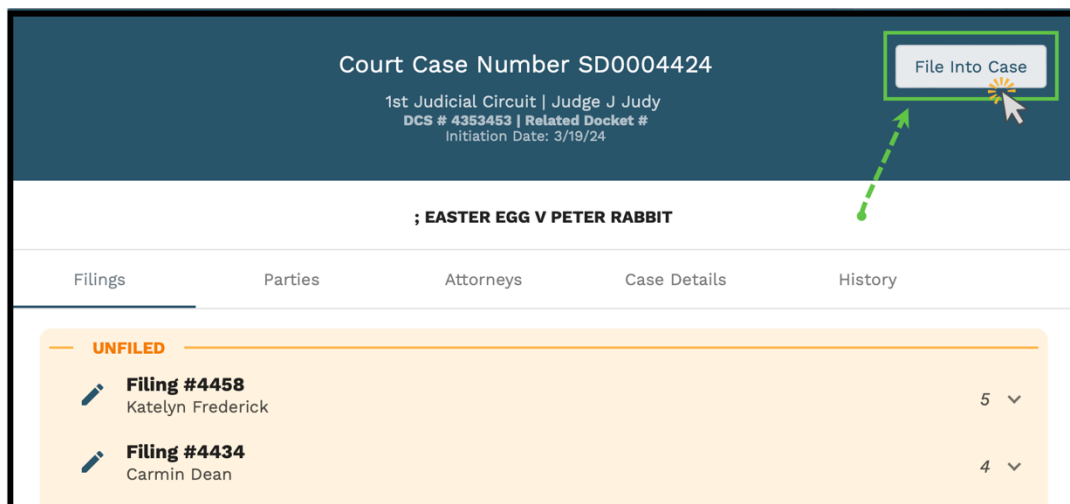 Court Case Number SD0004424
File Into Case
1st Judicial Circuit | Judge J Judy
DCS # 4353453 | Related Docket #
Initiation Date: 3/19/24
; EASTER EGG V PETER RABBIT
Filings Parties Attorneys Case Details History
UNFILED
Filing #4458
Katelyn Frederick 5
Filing #4434
Carmin Dean 4